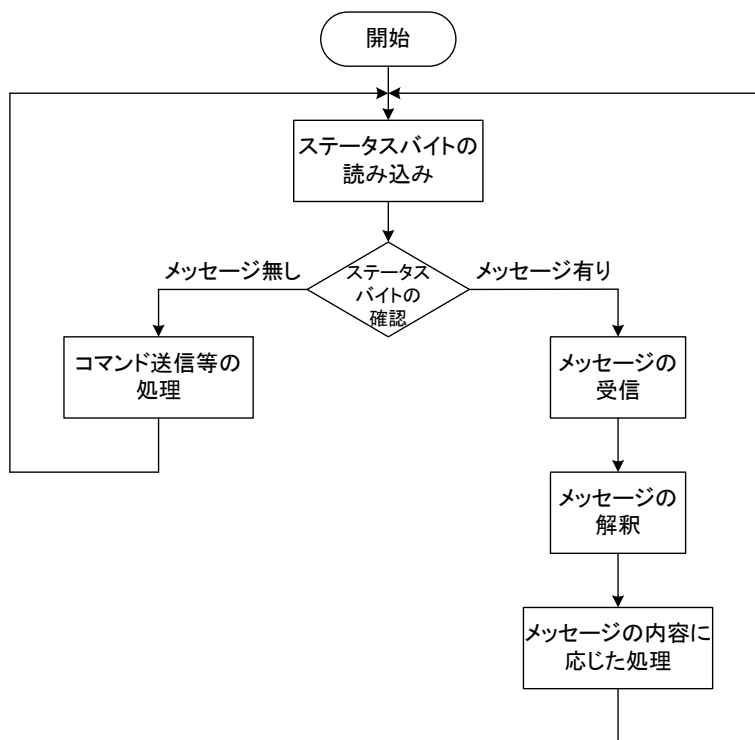 開始
ステータスバイトの
読み込み
メッセージ無し
ステータス
バイトの
確認
メッセージ有り
コマンド送信等の
処理
メッセージの
受信
メッセージの
解釈
メッセージの内容に
応じた処理